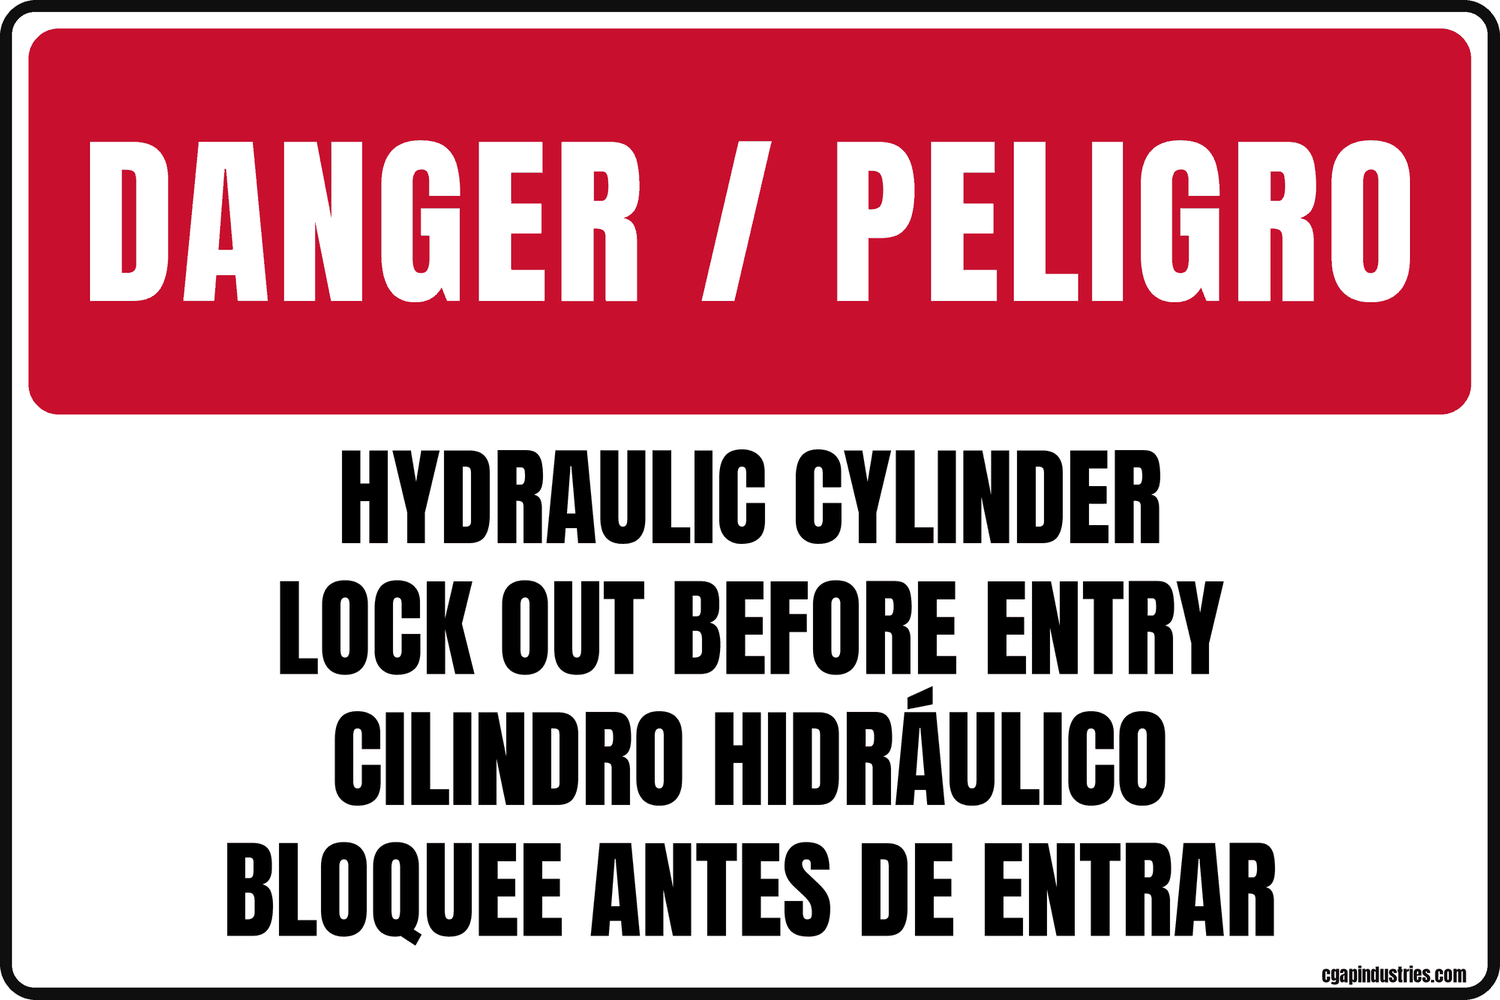 DANGER / PELIGRO
HYDRAULIC CYLINDER
LOCK OUT BEFORE ENTRY
CILINDRO HIDRÁULICO
BLOQUEE ANTES DE ENTRAR
cgapindustries.com